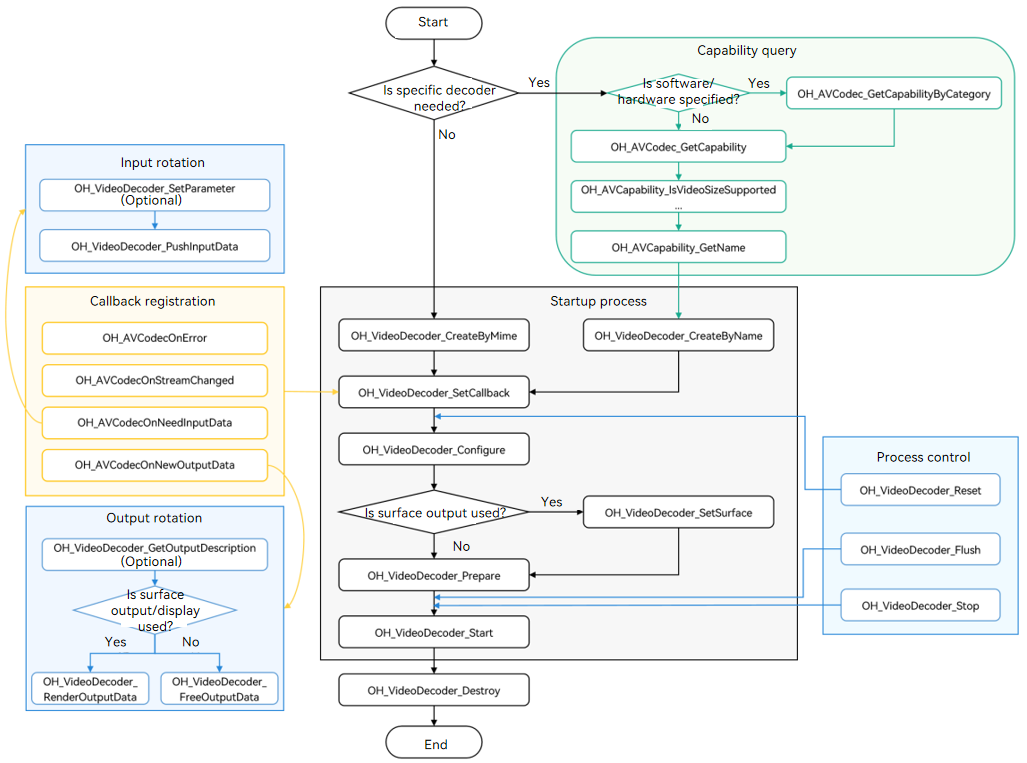 Start
Is specific decoder
needed?
Yes
No
Capability query
Is software/
hardware specified?
Yes
No
OH_AVCodec_GetCapabilityByCategory
OH_AVCodec_GetCapability
OH_AVCapability_IsVideoSizeSupported
...
OH_AVCapability_GetName
Input rotation
OH_VideoDecoder_SetParameter
(Optional)
OH_VideoDecoder_PushInputData
Callback registration
OH_AVCodecOnError
OH_AVCodecOnStreamChanged
OH_AVCodecOnNeedInputData
OH_AVCodecOnNewOutputData
Output rotation
OH_VideoDecoder_GetOutputDescription
(Optional)
Is surface
output/display
used?
Yes
No
OH_VideoDecoder_
RenderOutputData
OH_VideoDecoder_
FreeOutputData
Startup process
OH_VideoDecoder_CreateByMime
OH_VideoDecoder_CreateByName
OH_VideoDecoder_SetCallback
OH_VideoDecoder_Configure
Is surface output used?
Yes
No
OH_VideoDecoder_SetSurface
OH_VideoDecoder_Prepare
OH_VideoDecoder_Start
OH_VideoDecoder_Destroy
End
Process control
OH_VideoDecoder_Reset
OH_VideoDecoder_Flush
OH_VideoDecoder_Stop